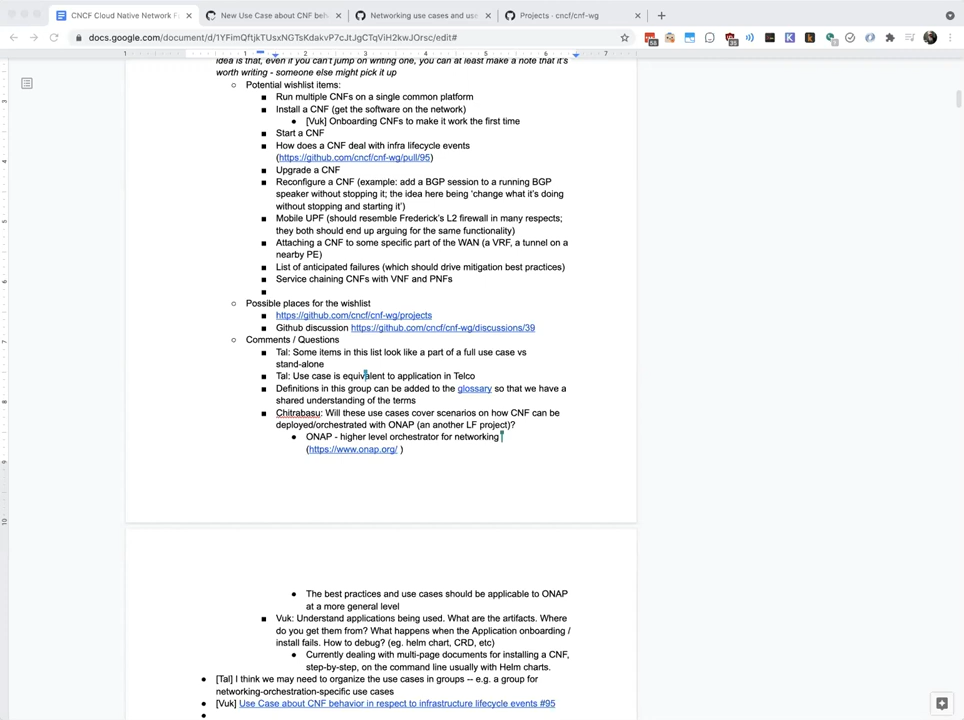 CNCF Cloud Native Network F
New Use Case about CNF beh
Networking use cases and use
Projects · cncf/cnf-wg
docs.google.com/document/d/1YFimQftjkTUsxNGTsKdakvP7cJtJgCTqViH2kwJOrsc/edit#
idea is that, even if you can't jump on writing one, you can at least make a note that it's
worth writing - someone else might pick it up
Potential wishlist items:
Run multiple CNFs on a single common platform
Install a CNF (get the software on the network)
[Vuk] Onboarding CNFs to make it work the first time
Start a CNF
How does a CNF deal with infra lifecycle events
(https://github.com/cncf/cnf-wg/pull/95)
Upgrade a CNF
Reconfigure a CNF (example: add a BGP session to a running BGP
speaker without stopping it; the idea here being 'change what it's doing
without stopping and starting it')
Mobile UPF (should resemble Frederick's L2 firewall in many respects;
they both should end up arguing for the same functionality)
Attaching a CNF to some specific part of the WAN (a VRF, a tunnel on a
nearby PE)
List of anticipated failures (which should drive mitigation best practices)
Service chaining CNFs with VNF and PNFs
Possible places for the wishlist
https://github.com/cncf/cnf-wg/projects
Github discussion https://github.com/cncf/cnf-wg/discussions/39
Comments / Questions
Tal: Some items in this list look like a part of a full use case vs
stand-alone
Tal: Use case is equivalent to application in Telco
Definitions in this group can be added to the glossary so that we have a
shared understanding of the terms
Chitrabasu: Will these use cases cover scenarios on how CNF can be
deployed/orchestrated with ONAP (an another LF project)?
ONAP - higher level orchestrator for networking
(https://www.onap.org/ )
The best practices and use cases should be applicable to ONAP
at a more general level
Vuk: Understand applications being used. What are the artifacts. Where
do you get them from? What happens when the Application onboarding /
install fails. How to debug? (eg. helm chart, CRD, etc)
Currently dealing with multi-page documents for installing a CNF,
step-by-step, on the command line usually with Helm charts.
[Tal] I think we may need to organize the use cases in groups -- e.g. a group for
networking-orchestration-specific use cases
[Vuk] Use Case about CNF behavior in respect to infrastructure lifecycle events #95